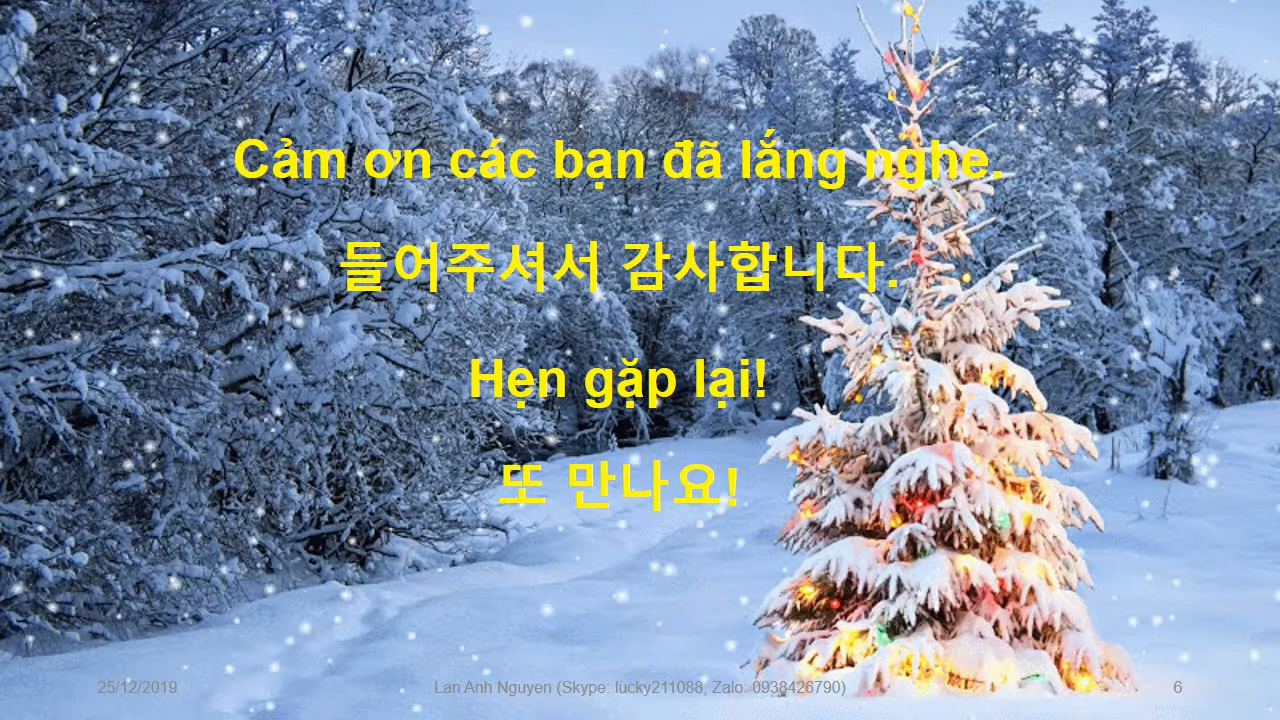 Cảm ơn các bạn đã lắng nghe.
들어주셔서 감사합니다.
Hẹn gặp lại!
또 만나요!
25/12/2019 Lan Anh Nguyen (Skype: lucky211088, Zalo: 0938426790) 6